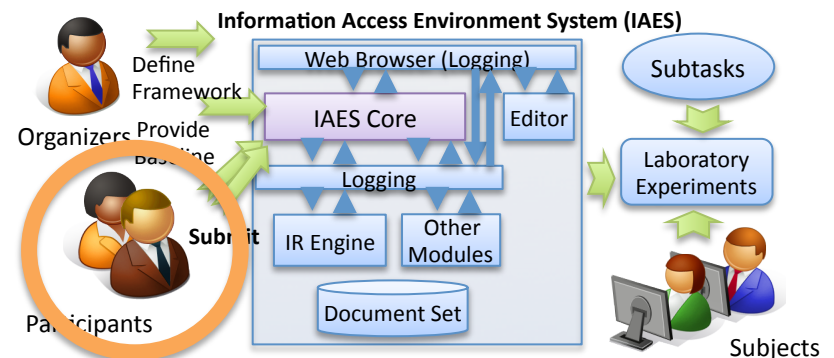 Information Access Environment System (IAES)
Define
Framework
Organizers
Provide
Baseline
Submit
Participants
Web Browser (Logging)
IAES Core
Editor
Logging
IR Engine
Other
Modules
Document Set
Subtasks
Laboratory
Experiments
Subjects